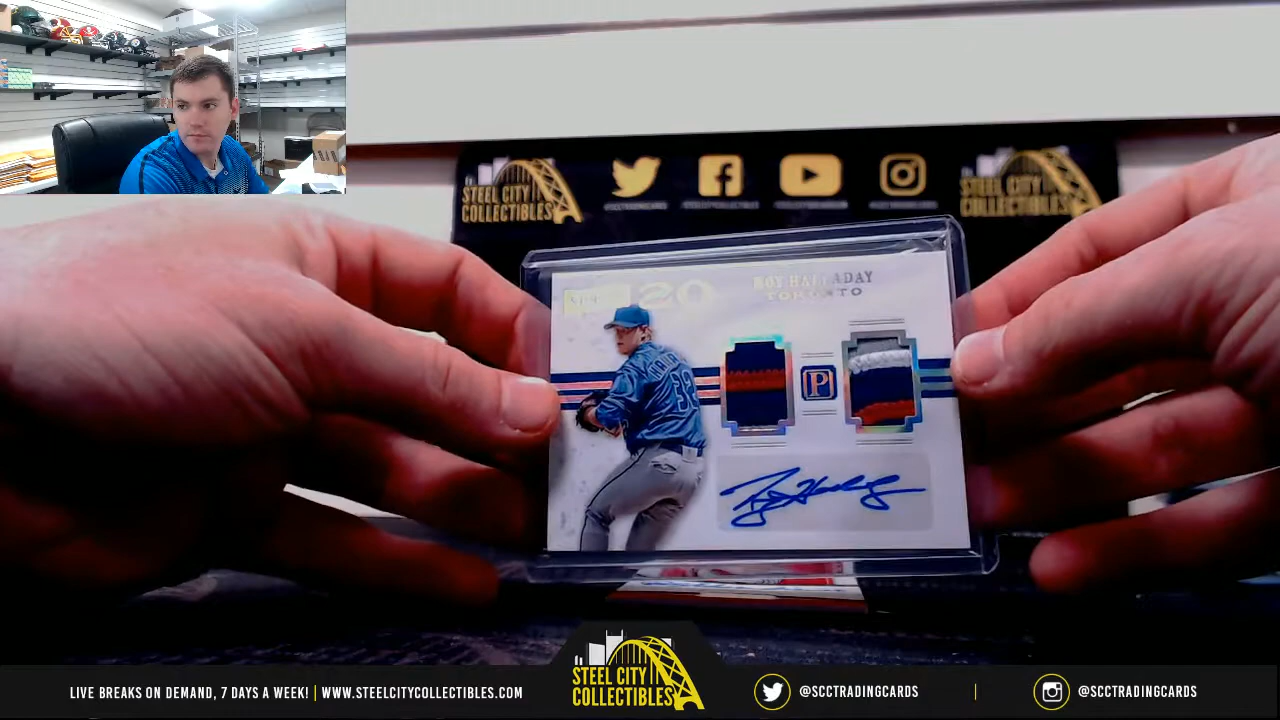 STEEL CITY
COLLECTIBLES
STEEL CITY
COLLECTIBLES
ROY HALLADAY
TORONTO
32
P
STEEL CITY
COLLECTIBLES
LIVE BREAKS ON DEMAND, 7 DAYS A WEEK! | WWW.STEELCITYCOLLECTIBLES.COM
@SCCTRADINGCARDS
@SCCTRADINGCARDS